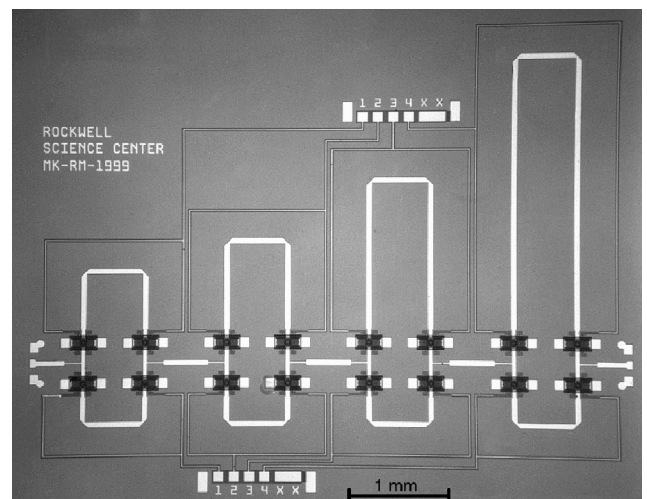 1 2 3 4 X X
ROCKWELL
SCIENCE CENTER
MK-RM-1999
1 2 3 4 X X
1 mm